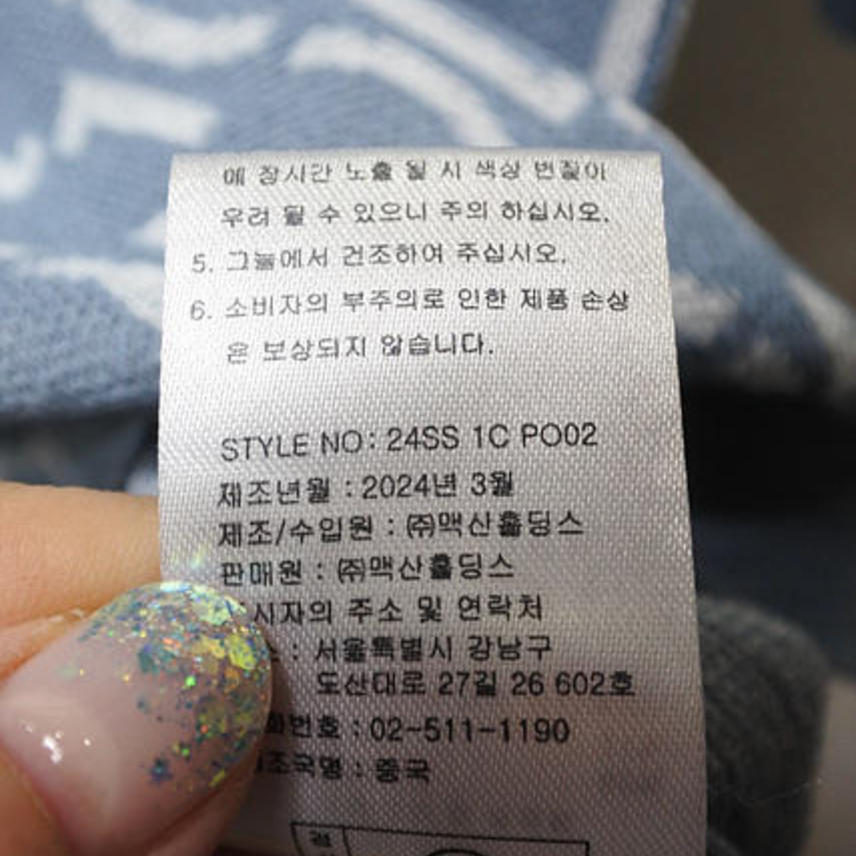 에 장시간 노출 될 시 색상 변질이
우려 될 수 있으니 주의 하십시오.
5. 그늘에서 건조하여 주십시오.
6. 소비자의 부주의로 인한 제품 손상
은 보상되지 않습니다.
STYLE NO: 24SS 1C PO02
제조년월 : 2024년 3월
제조/수입원 : ㈜맥산홀딩스
판매원 : ㈜맥산홀딩스
시자의 주소 및 연락처
: 서울특별시 강남구
도산대로 27길 26 602호
화번호 : 02-511-1190
조국명 : 중국